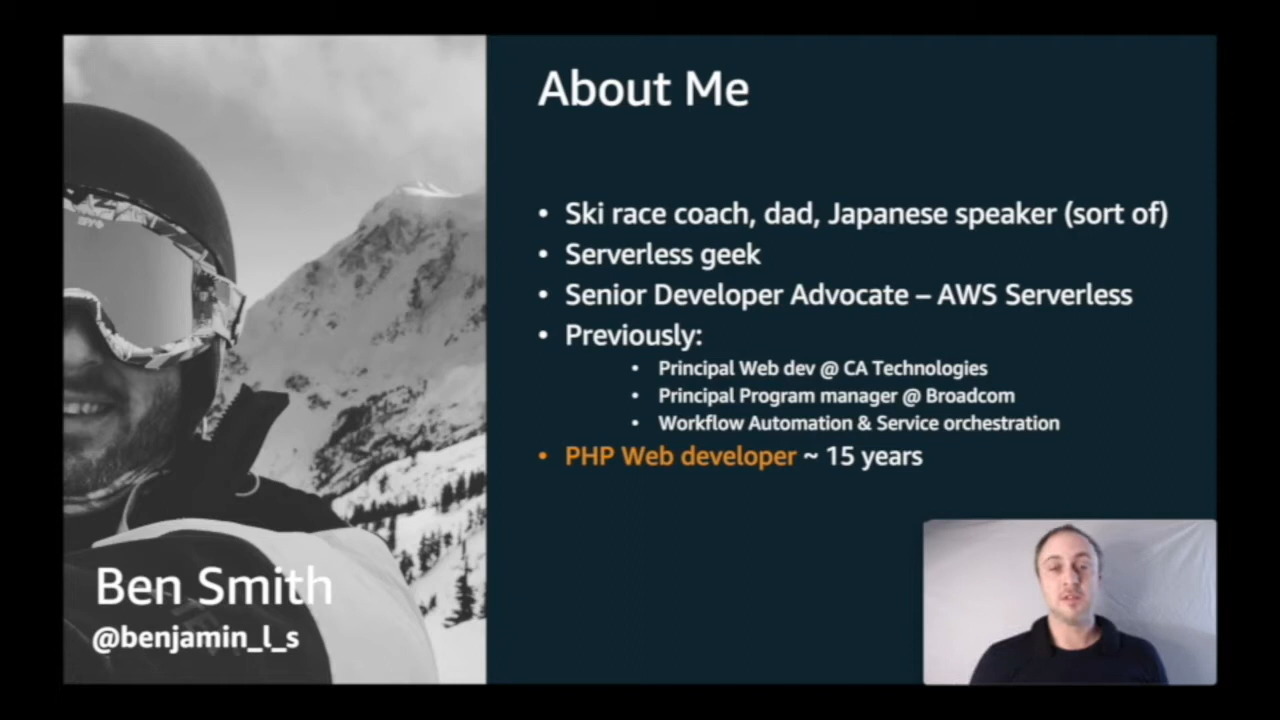 About Me
• Ski race coach, dad, Japanese speaker (sort of)
• Serverless geek
• Senior Developer Advocate – AWS Serverless
• Previously:
• Principal Web dev @ CA Technologies
• Principal Program manager @ Broadcom
• Workflow Automation & Service orchestration
• PHP Web developer ~ 15 years
Ben Smith
@benjamin_l_s